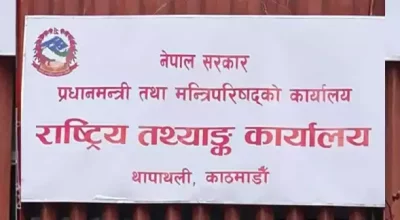 नेपाल सरकार
प्रधानमन्त्री तथा मन्त्रिपरिषद्को कार्यालय
राष्ट्रिय तथ्याङ्क कार्यालय
थापाथली, काठमाडौं